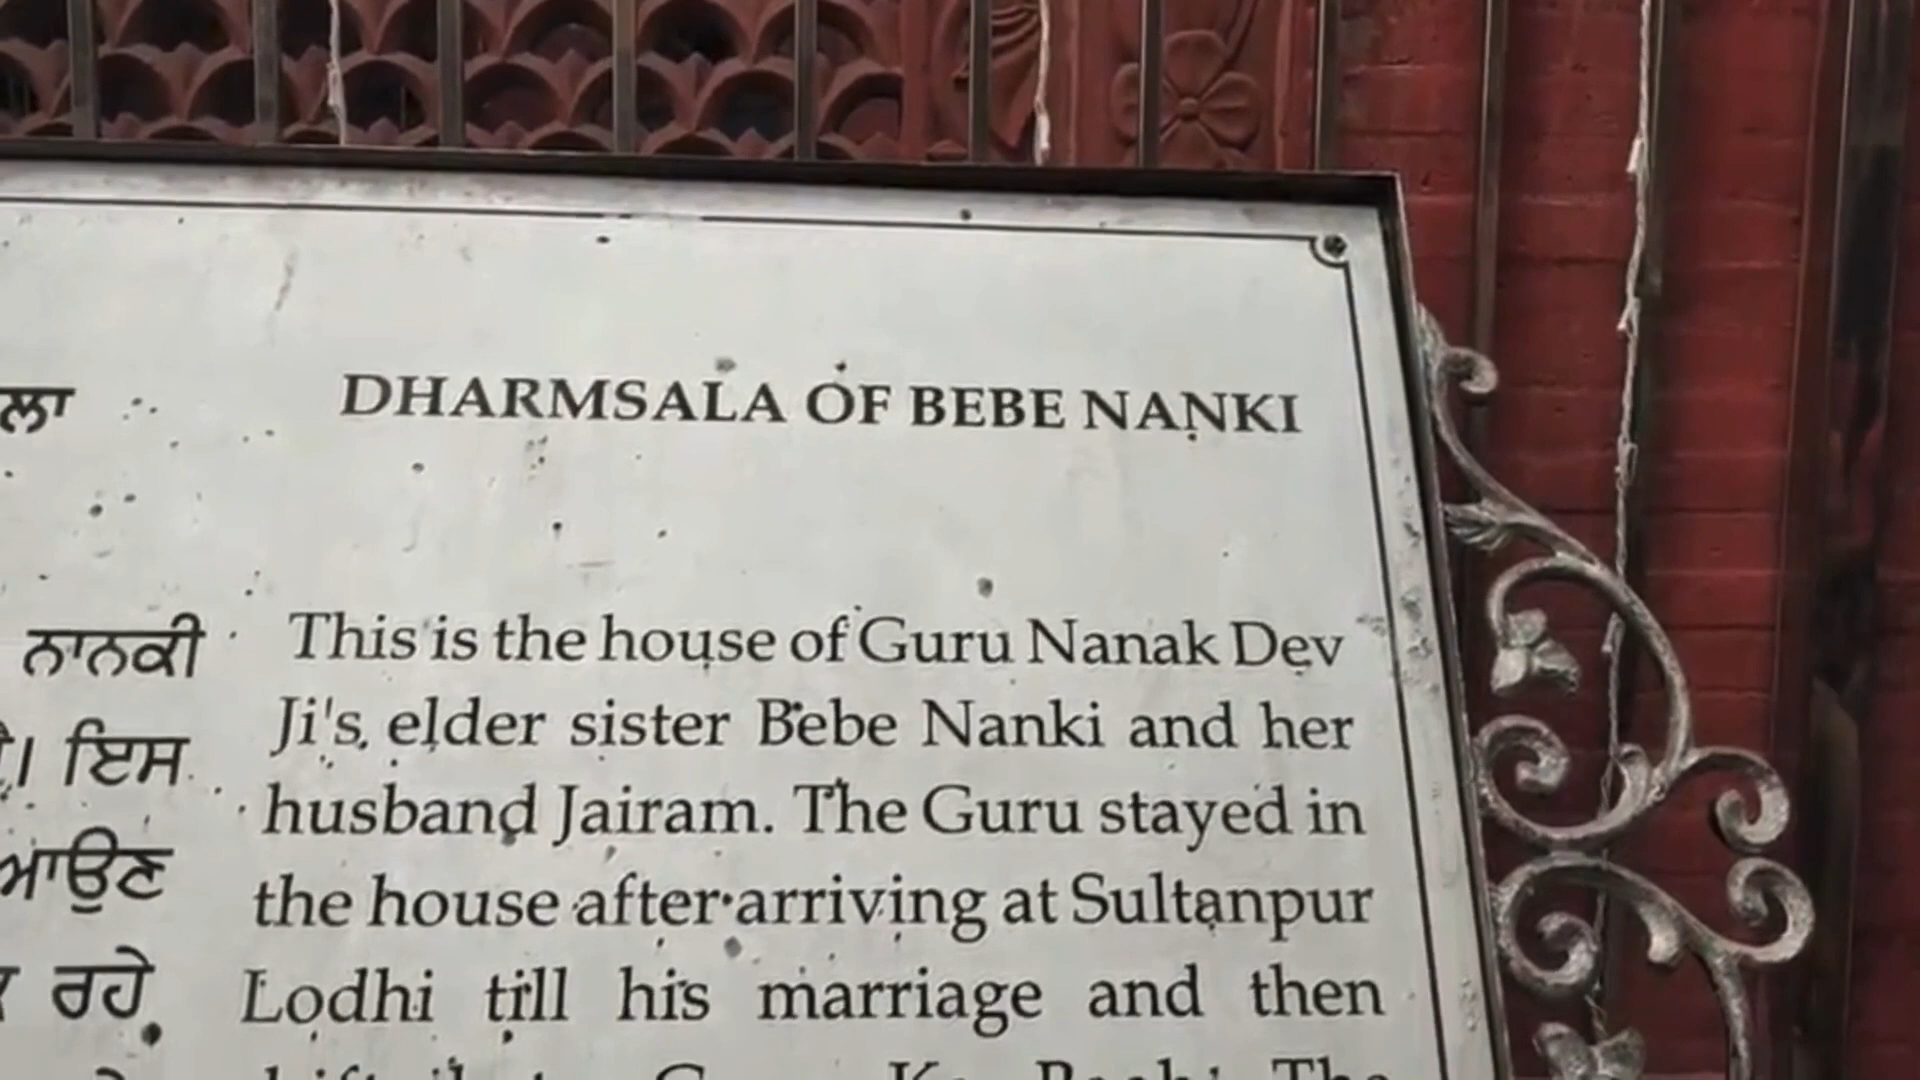 ਲਾ
ਨਾਨਕੀ
ਇਸ
ਆਉਣ
ਰਹੇ
DHARMSALA OF BEBE NANKI
This is the house of Guru Nanak Dev
Ji's elder sister Bebe Nanki and her
husband Jairam. The Guru stayed in
the house after arriving at Sultanpur
Lodhi till his marriage and then